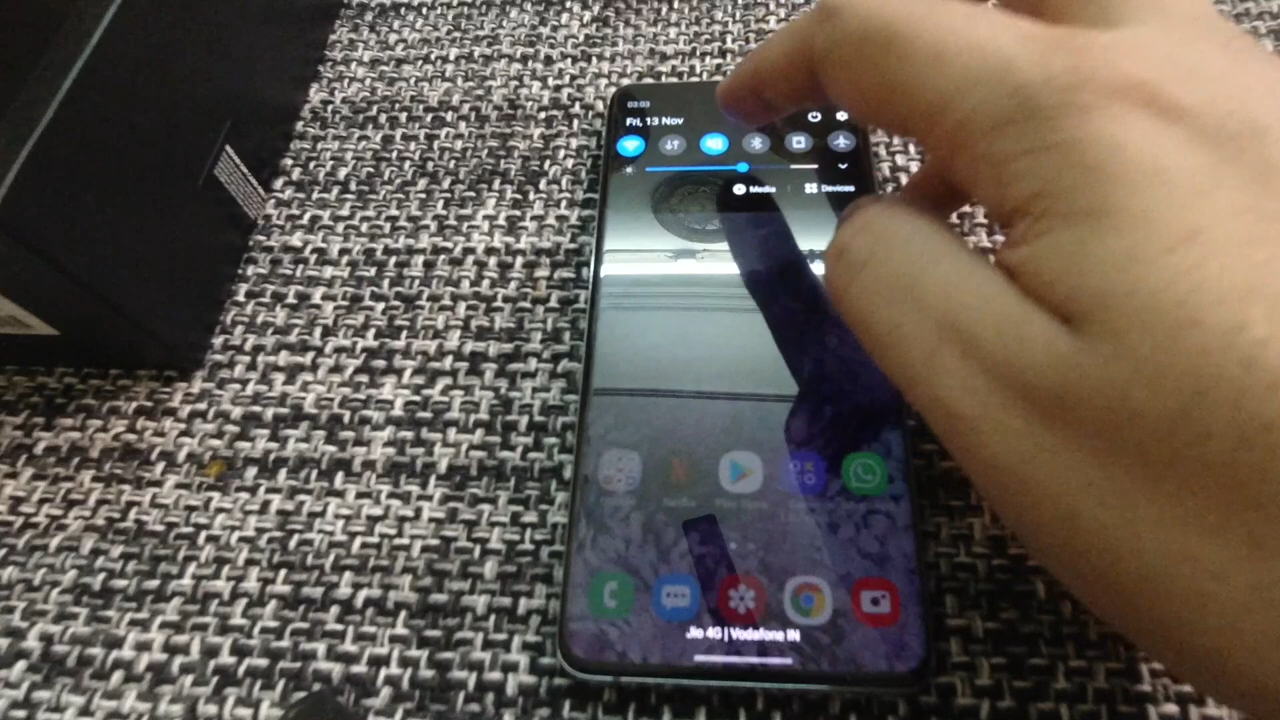 03:03
Fri, 13 Nov
Media
Devices
Jio 4G | Vodafone IN